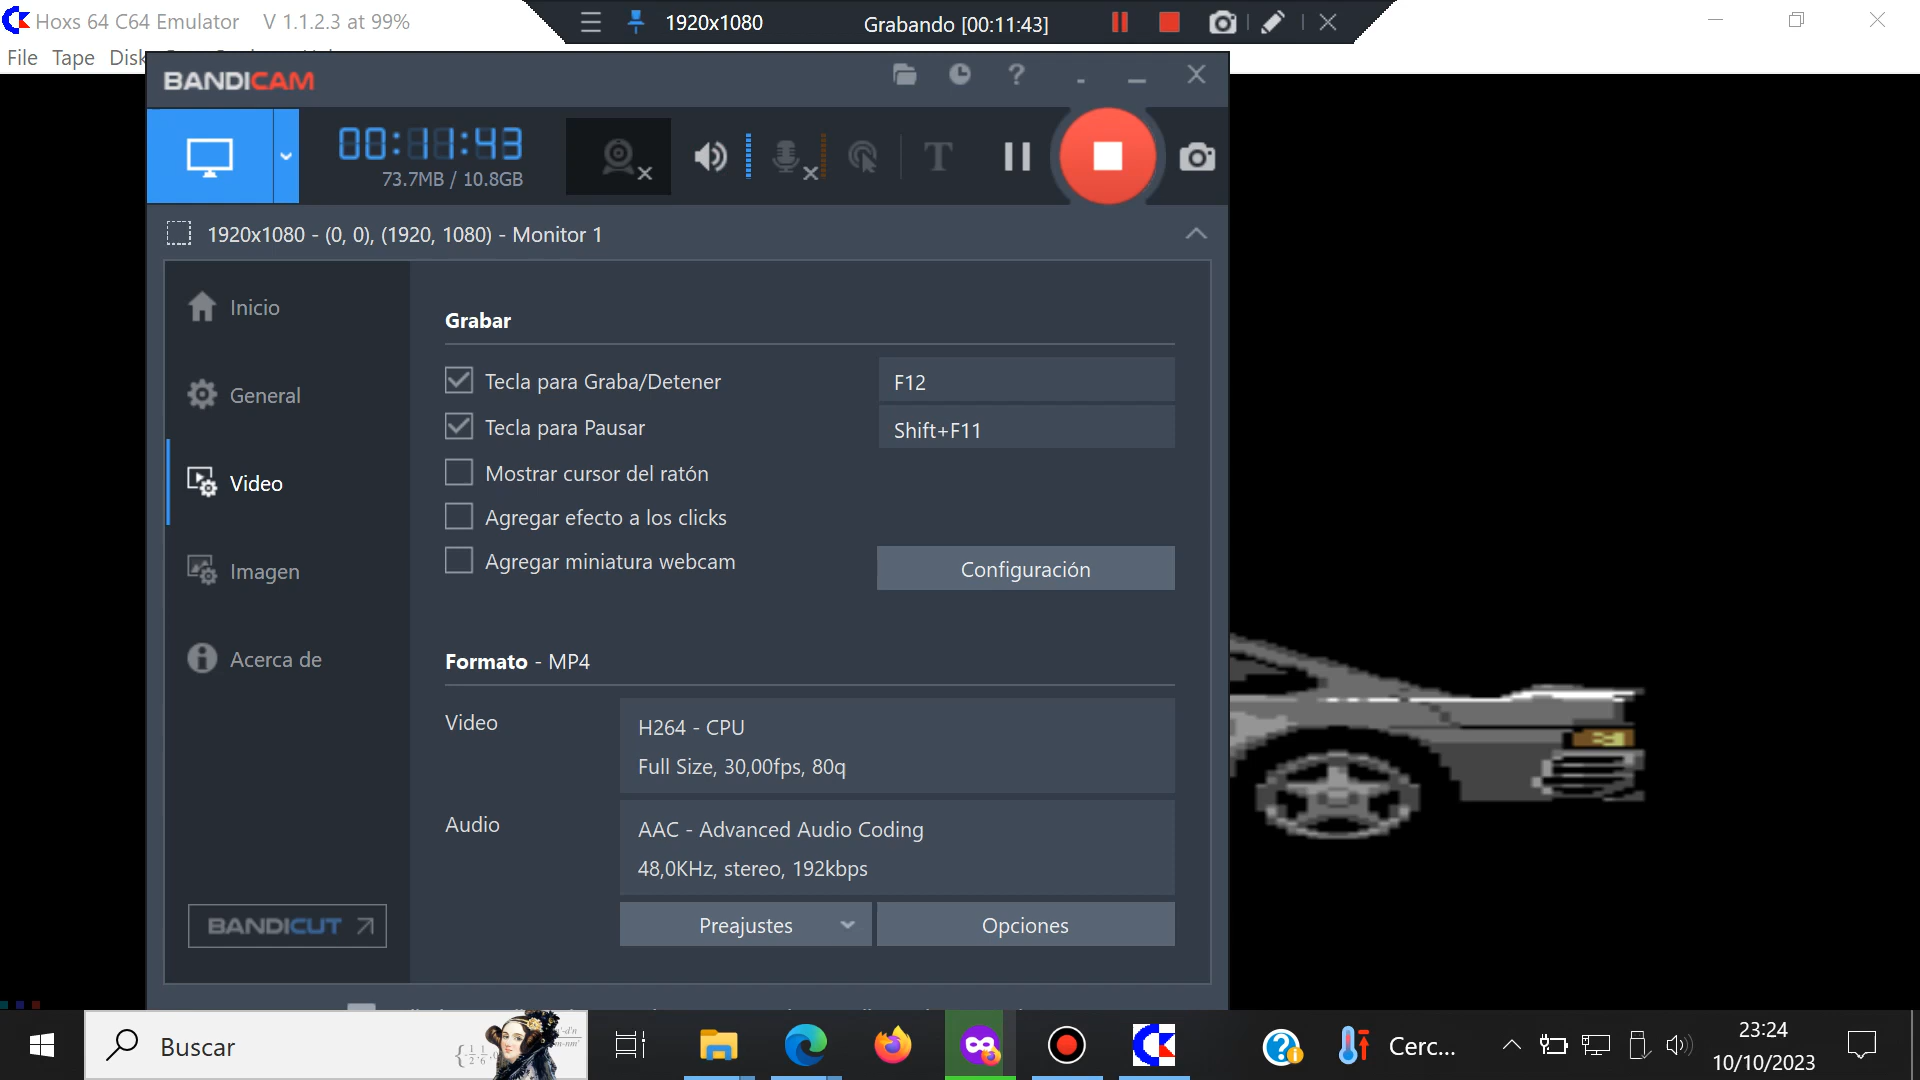 Hoxs 64 C64 Emulator V 1.1.2.3 at 99%
1920x1080 Grabando [00:11:43]
File Tape Disk
BANDICAM
00:11:43
73.7MB / 10.8GB
1920x1080 - (0, 0), (1920, 1080) - Monitor 1
Inicio
General
Video
Imagen
Acerca de
BANDICUT
Grabar
Tecla para Graba/Detener F12
Tecla para Pausar Shift+F11
Mostrar cursor del ratón
Agregar efecto a los clicks
Agregar miniatura webcam Configuración
Formato - MP4
Video
H264 - CPU
Full Size, 30,00fps, 80q
Audio
AAC - Advanced Audio Coding
48,0KHz, stereo, 192kbps
Preajustes Opciones
Buscar
Cerc...
23:24
10/10/2023